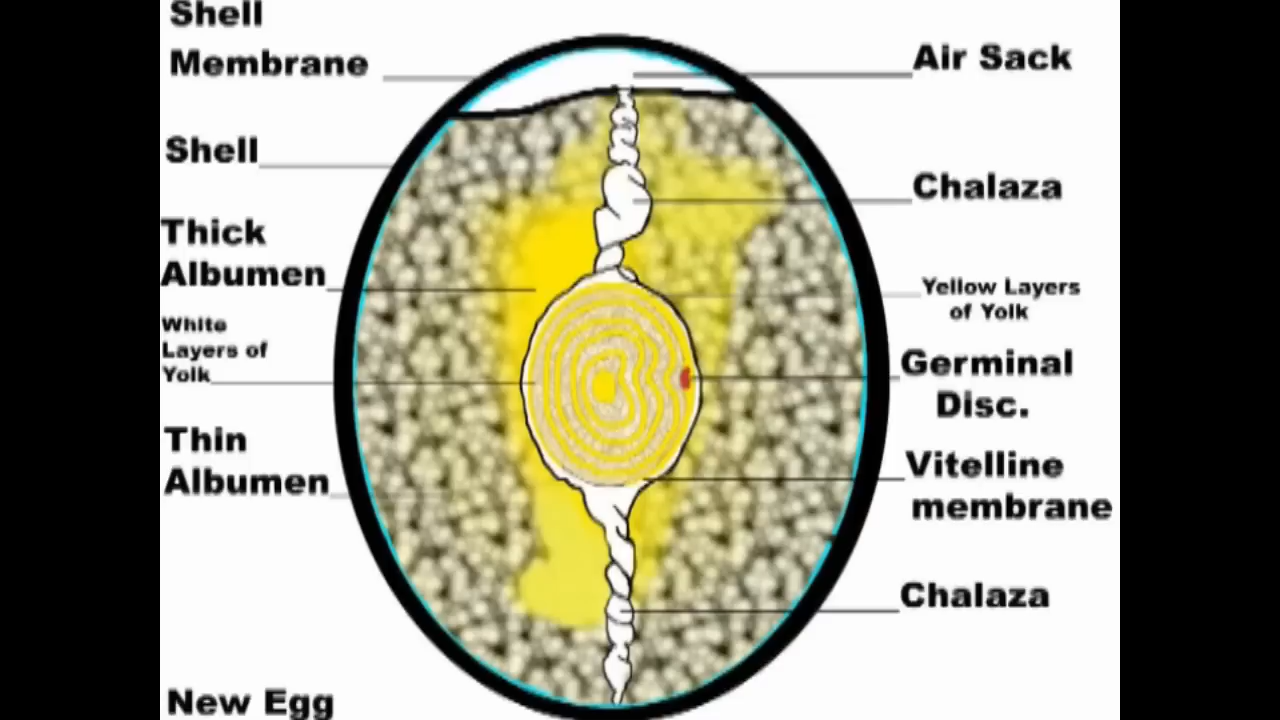 Shell
Membrane
Air Sack
Shell
Chalaza
Thick
Albumen
Yellow Layers
of Yolk
White
Layers of
Yolk
Germinal
Disc.
Thin
Albumen
Vitelline
membrane
Chalaza
New Egg